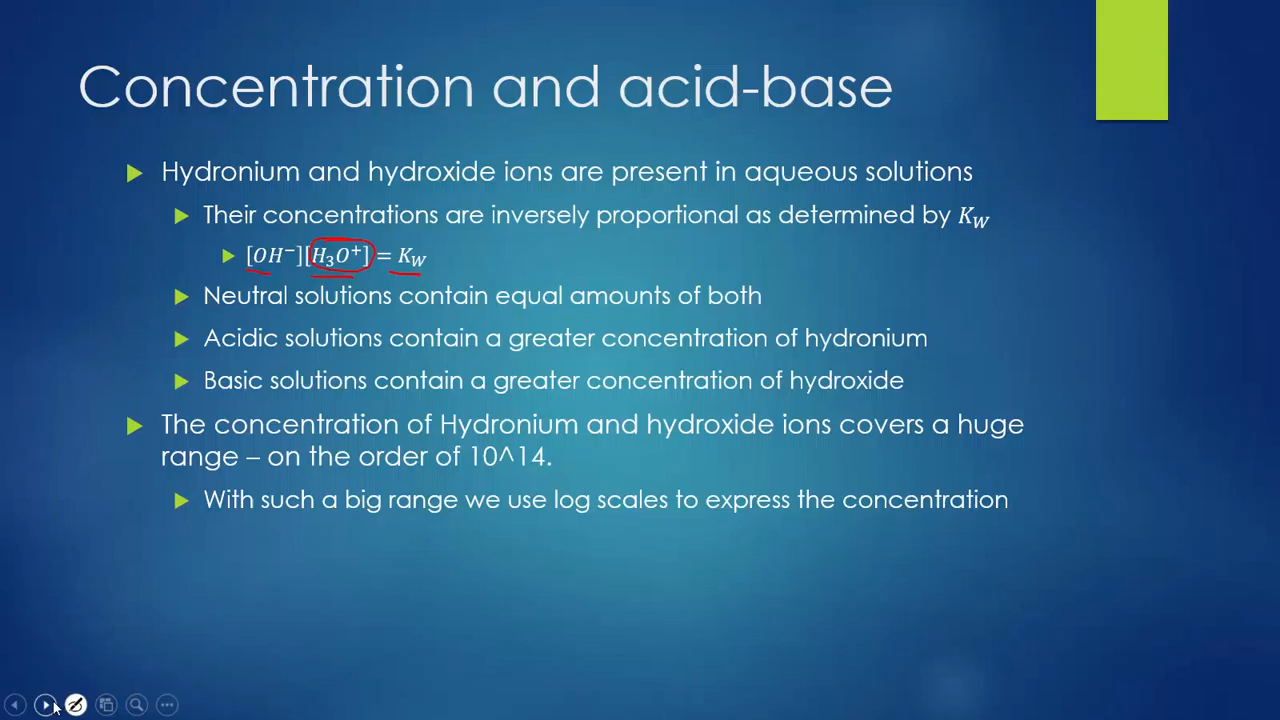 Concentration and acid-base
Hydronium and hydroxide ions are present in aqueous solutions
Their concentrations are inversely proportional as determined by K_W
[OH⁻][H₃O⁺] = K_W
Neutral solutions contain equal amounts of both
Acidic solutions contain a greater concentration of hydronium
Basic solutions contain a greater concentration of hydroxide
The concentration of Hydronium and hydroxide ions covers a huge
range – on the order of 10^14.
With such a big range we use log scales to express the concentration